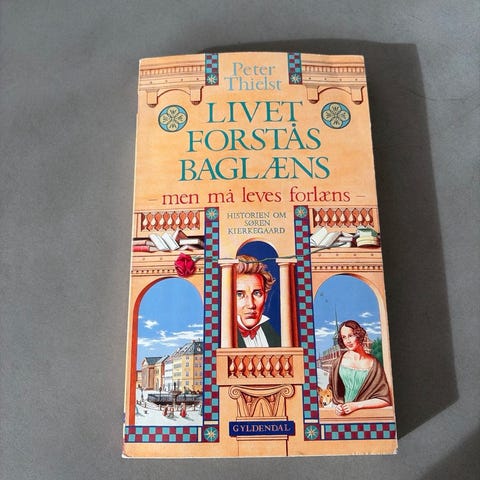 Peter
Thielst
LIVET
FORSTÅS
BAGLÆNS
- men må leves forlæns -
HISTORIEN OM
SØREN
KIERKEGAARD
GYLDENDAL